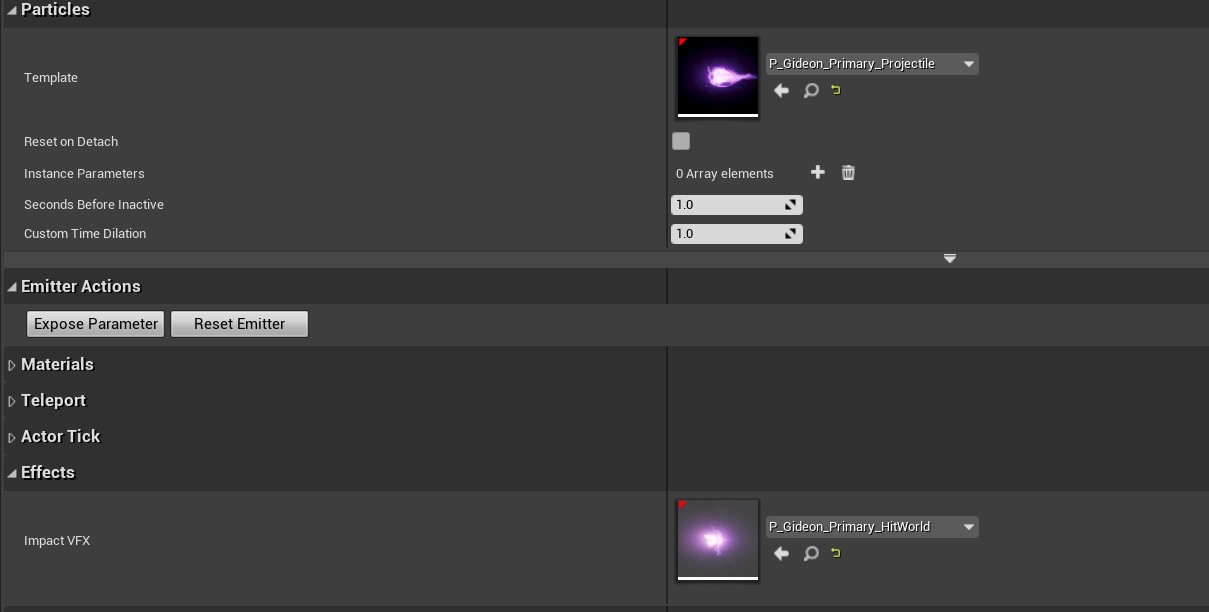 Particles
Template
P_Gideon_Primary_Projectile
Reset on Detach
Instance Parameters
0 Array elements
Seconds Before Inactive
1.0
Custom Time Dilation
1.0
Emitter Actions
Expose Parameter
Reset Emitter
Materials
Teleport
Actor Tick
Effects
Impact VFX
P_Gideon_Primary_HitWorld